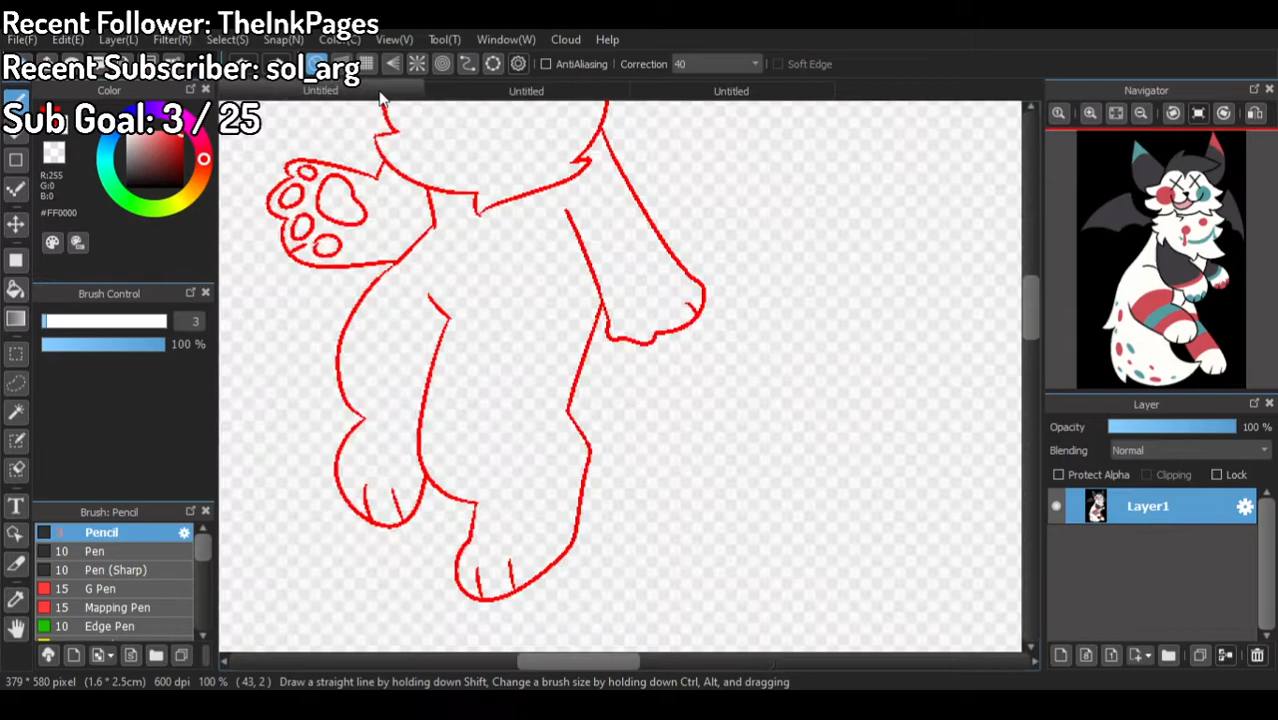 Recent Follower: TheInkPages
File(F) Edit(E) Layer(L) Filter(R) Select(S) Snap(N) Color(C) View(V) Tool(T) Window(W) Cloud Help
Recent Subscriber: sol_arg
AntiAliasing Correction 40 Soft Edge
Color Untitled Untitled Untitled Navigator
Sub Goal: 3 / 25
R:255
G:0
B:0
#FF0000
Brush Control
3
100 %
Layer
Opacity 100 %
Blending Normal
Protect Alpha Clipping Lock
Layer1
Brush: Pencil
3 Pencil
10 Pen
10 Pen (Sharp)
15 G Pen
15 Mapping Pen
10 Edge Pen
379 * 580 pixel (1.6 * 2.5cm) 600 dpi 100 % ( 43, 2 ) Draw a straight line by holding down Shift, Change a brush size by holding down Ctrl, Alt, and dragging